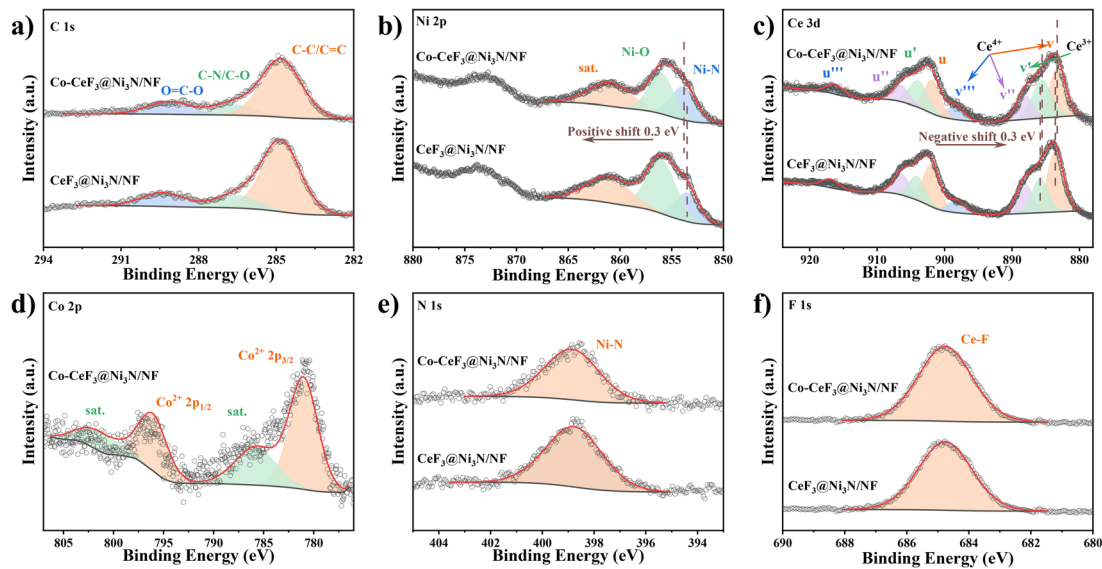 a)
C 1s
C-C/C=C
Co-CeF₃@Ni₃N/NF
C-N/C-O
O=C-O
CeF₃@Ni₃N/NF
Intensity (a.u.)
294 291 288 285 282
Binding Energy (eV)
b)
Ni 2p
Co-CeF₃@Ni₃N/NF
Ni-O
sat.
Ni-N
Positive shift 0.3 eV
CeF₃@Ni₃N/NF
Intensity (a.u.)
880 875 870 865 860 855 850
Binding Energy (eV)
c)
Ce 3d
Ce⁴⁺
v
Ce³⁺
Co-CeF₃@Ni₃N/NF
u'
u
v'
u'''
u''
v'''
v''
Negative shift 0.3 eV
CeF₃@Ni₃N/NF
Intensity (a.u.)
920 910 900 890 880
Binding Energy (eV)
d)
Co 2p
Co²⁺ 2p₃/₂
Co-CeF₃@Ni₃N/NF
Co²⁺ 2p₁/₂
sat.
sat.
Intensity (a.u.)
805 800 795 790 785 780
Binding Energy (eV)
e)
N 1s
Ni-N
Co-CeF₃@Ni₃N/NF
CeF₃@Ni₃N/NF
Intensity (a.u.)
404 402 400 398 396 394
Binding Energy (eV)
f)
F 1s
Ce-F
Co-CeF₃@Ni₃N/NF
CeF₃@Ni₃N/NF
Intensity (a.u.)
690 688 686 684 682 680
Binding Energy (eV)